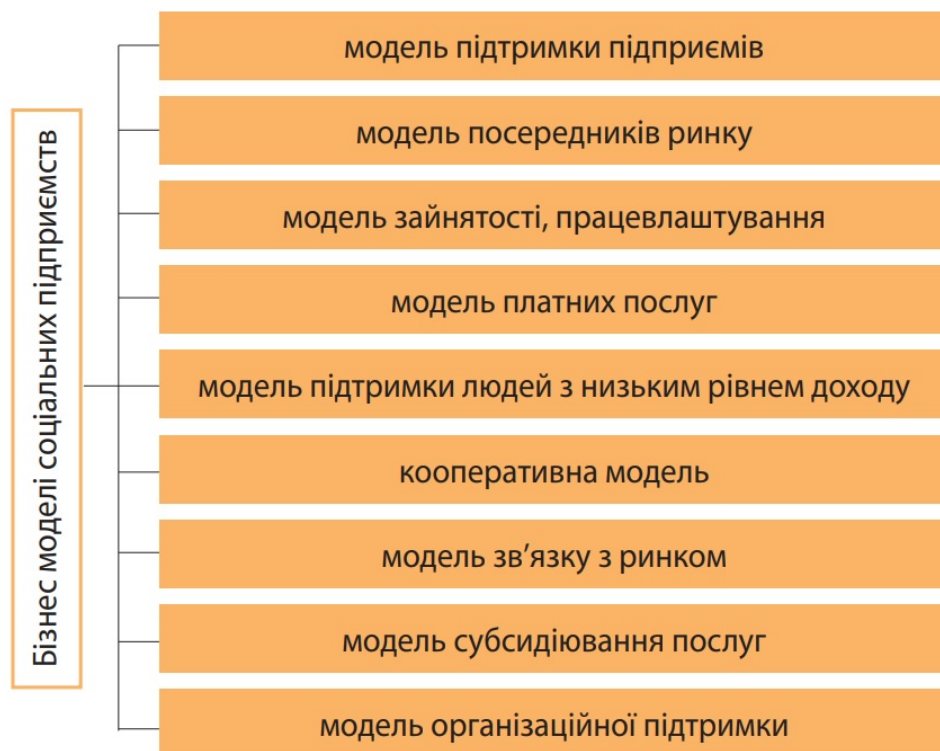 Бізнес моделі соціальних підприємств
модель підтримки підприємів
модель посередників ринку
модель зайнятості, працевлаштування
модель платних послуг
модель підтримки людей з низьким рівнем доходу
кооперативна модель
модель зв’язку з ринком
модель субсидіювання послуг
модель організаційної підтримки